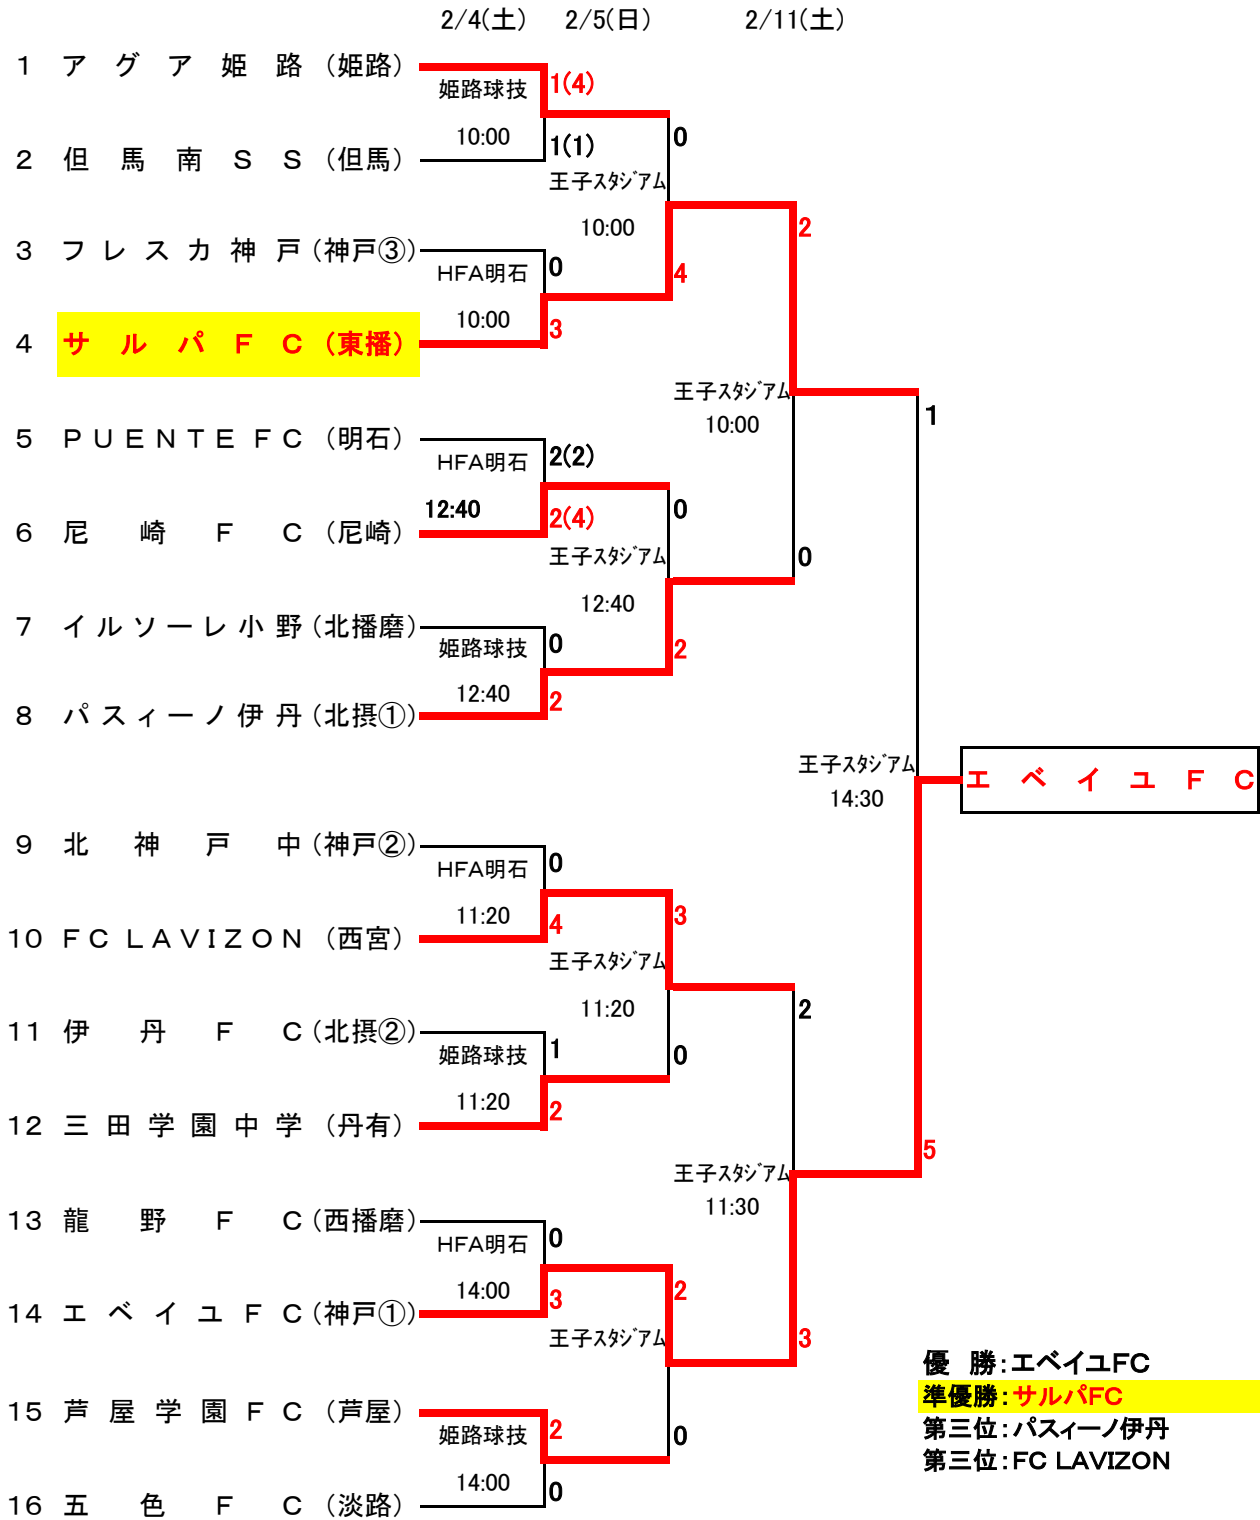 2/4(土) 2/5(日) 2/11(土)
1 アグア姫路 (姫路)
1(4)
姫路球技
10:00
0
1(1)
2 但馬南SS (但馬)
王子スタジアム
10:00
2
3 フレスカ神戸 (神戸③)
0
HFA明石
4
10:00
3
4 サルパFC (東播)
王子スタジアム
10:00
1
5 PUENTEFC (明石)
2(2)
HFA明石
12:40
0
2(4)
6 尼崎FC (尼崎)
王子スタジアム
0
12:40
7 イルソーレ小野 (北播磨)
0
姫路球技
2
12:40
2
8 パスィーノ伊丹 (北摂①)
王子スタジアム
14:30
エベイユFC
9 北神戸中 (神戸②)
0
HFA明石
11:20
3
4
10 FC LAVIZON (西宮)
王子スタジアム
11:20
2
11 伊丹FC (北摂②)
1
姫路球技
0
11:20
2
12 三田学園中学 (丹有)
5
王子スタジアム
11:30
13 龍野FC (西播磨)
0
HFA明石
14:00
2
3
14 エベイユFC (神戸①)
王子スタジアム
3
15 芦屋学園FC (芦屋)
2
姫路球技
0
14:00
0
16 五色FC (淡路)
優 勝:エベイユFC
準優勝:サルパFC
第三位:パスィーノ伊丹
第三位:FC LAVIZON